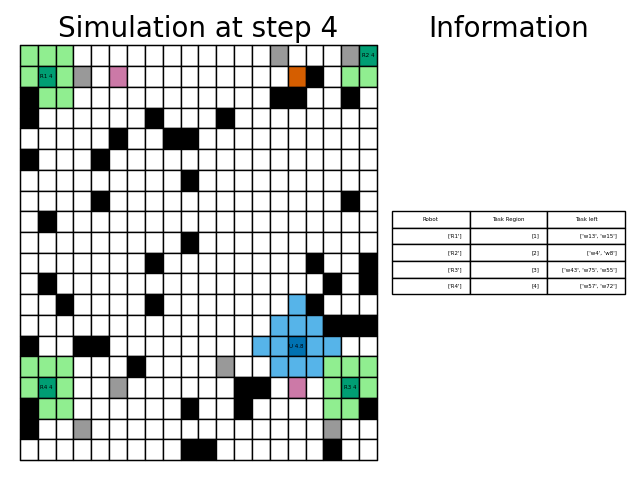 Simulation at step 4
Information
R2 4
R1 4
Robot Task Region Task left
['R1'] [1] ['w13', 'w15']
['R2'] [2] ['w4', 'w8']
['R3'] [3] ['w43', 'w75', 'w55']
['R4'] [4] ['w57', 'w72']
U 4.8
R4 4
R3 4